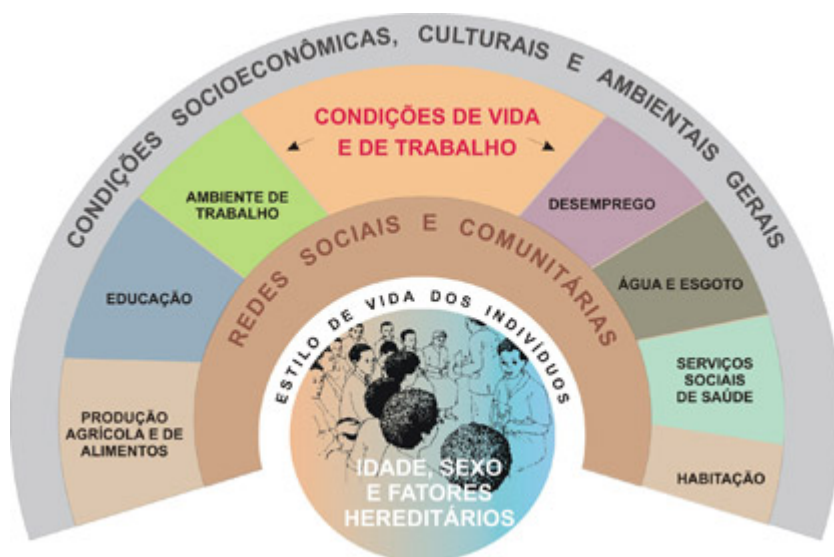 CONDIÇÕES SOCIOECONÔMICAS, CULTURAIS E AMBIENTAIS GERAIS
CONDIÇÕES DE VIDA
E DE TRABALHO
AMBIENTE DE
TRABALHO
DESEMPREGO
EDUCAÇÃO
ÁGUA E ESGOTO
PRODUÇÃO
AGRÍCOLA E DE
ALIMENTOS
SERVIÇOS
SOCIAIS
DE SAÚDE
HABITAÇÃO
REDES SOCIAIS E COMUNITÁRIAS
ESTILO DE VIDA DOS INDIVÍDUOS
IDADE, SEXO
E FATORES
HEREDITÁRIOS